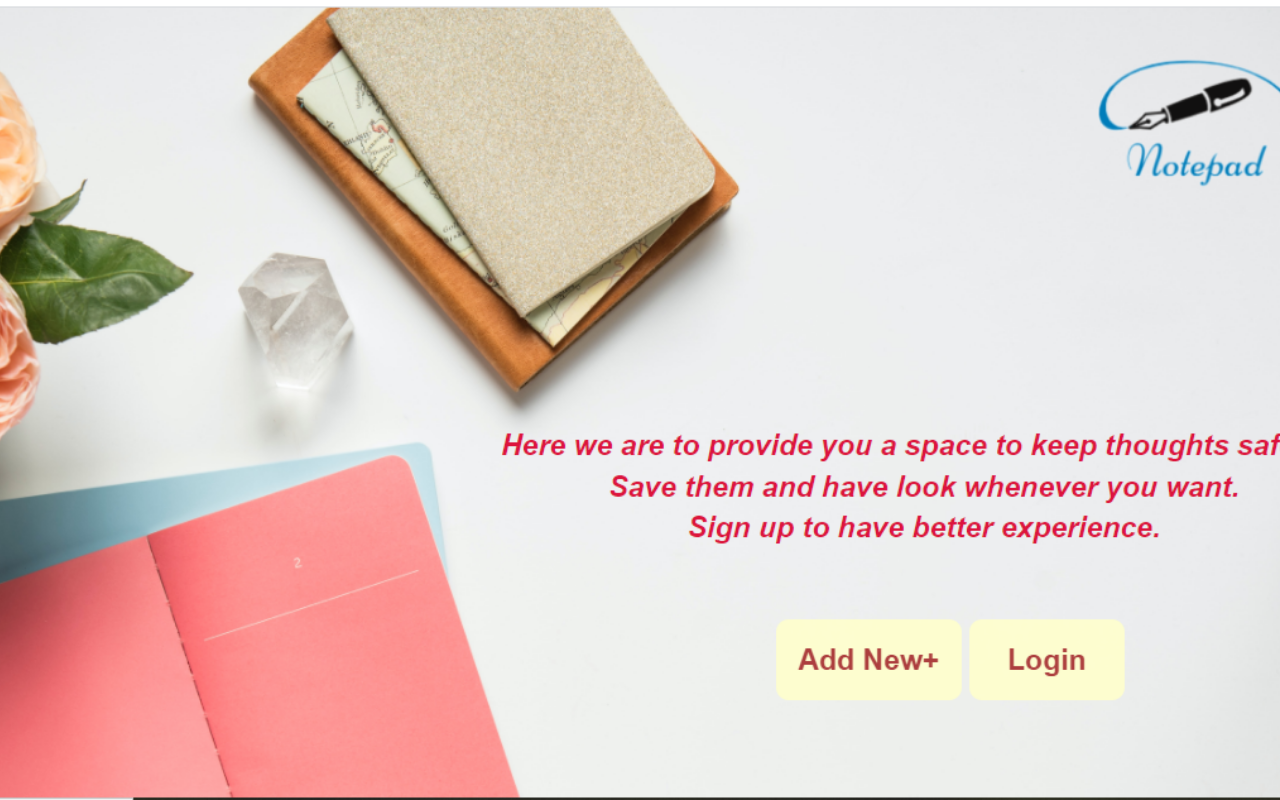 Notepad
Here we are to provide you a space to keep thoughts saf
Save them and have look whenever you want.
Sign up to have better experience.
2
Add New+
Login